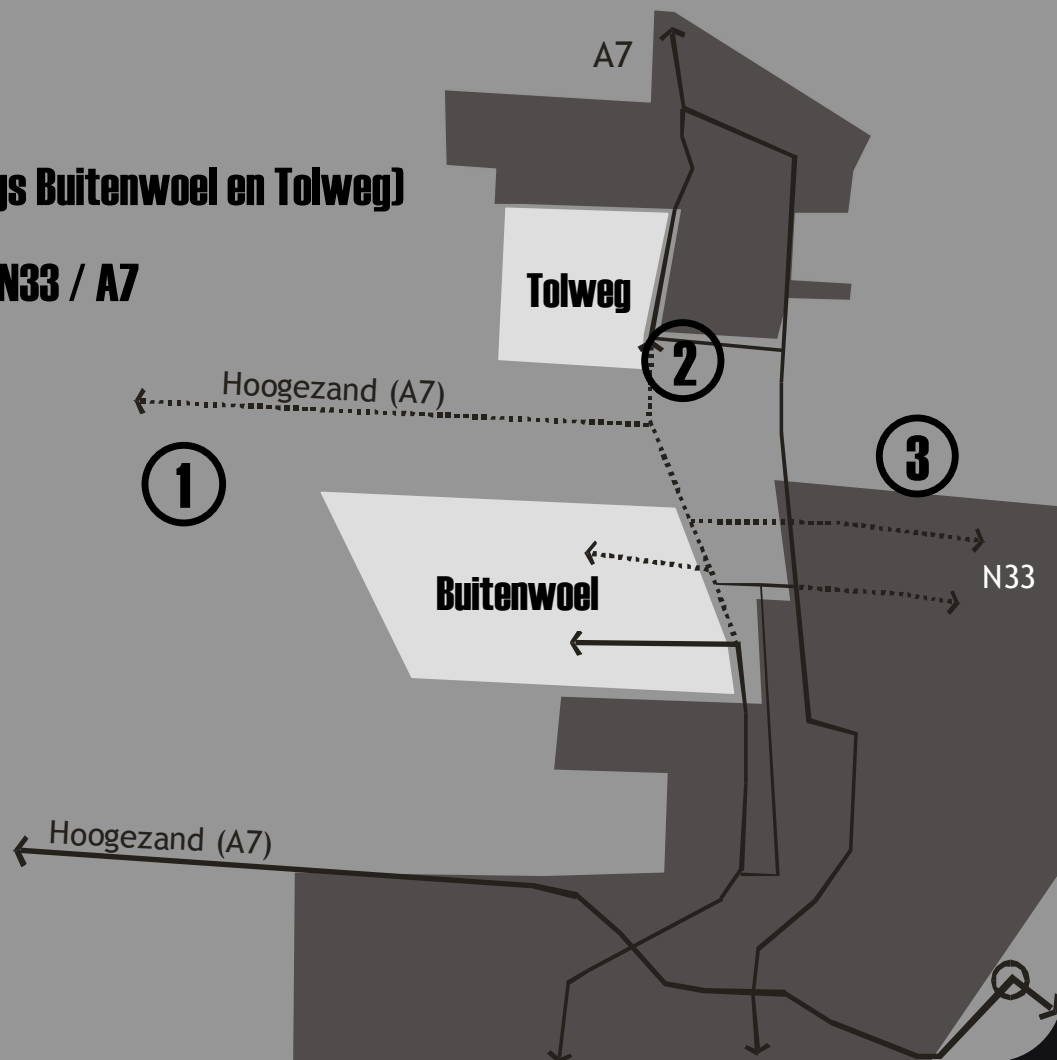 A7
gs Buitenwoel en Tolweg)
N33 / A7
Tolweg
2
Hoogezand (A7)
3
1
N33
Buitenwoel
Hoogezand (A7)